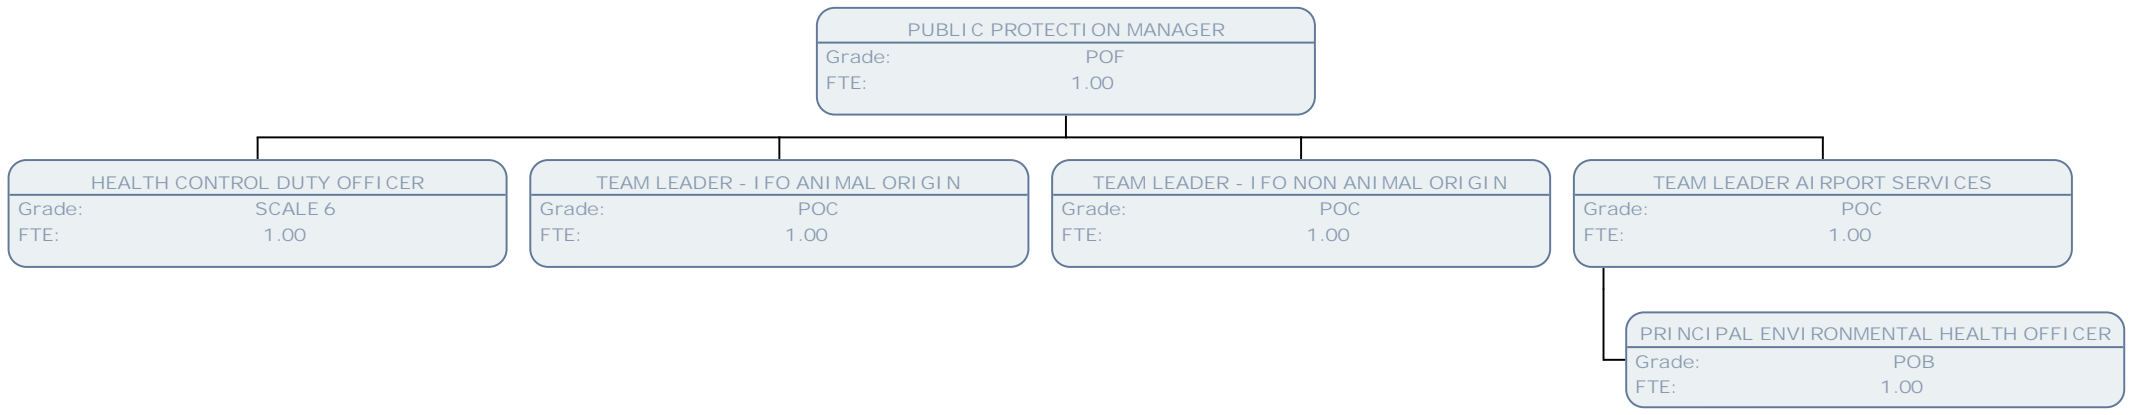 PUBLIC PROTECTION MANAGER
Grade: POF
FTE: 1.00
HEALTH CONTROL DUTY OFFICER
Grade: SCALE 6
FTE: 1.00
TEAM LEADER - IFO ANIMAL ORIGIN
Grade: POC
FTE: 1.00
TEAM LEADER - IFO NON ANIMAL ORIGIN
Grade: POC
FTE: 1.00
TEAM LEADER AIRPORT SERVICES
Grade: POC
FTE: 1.00
PRINCIPAL ENVIRONMENTAL HEALTH OFFICER
Grade: POB
FTE: 1.00